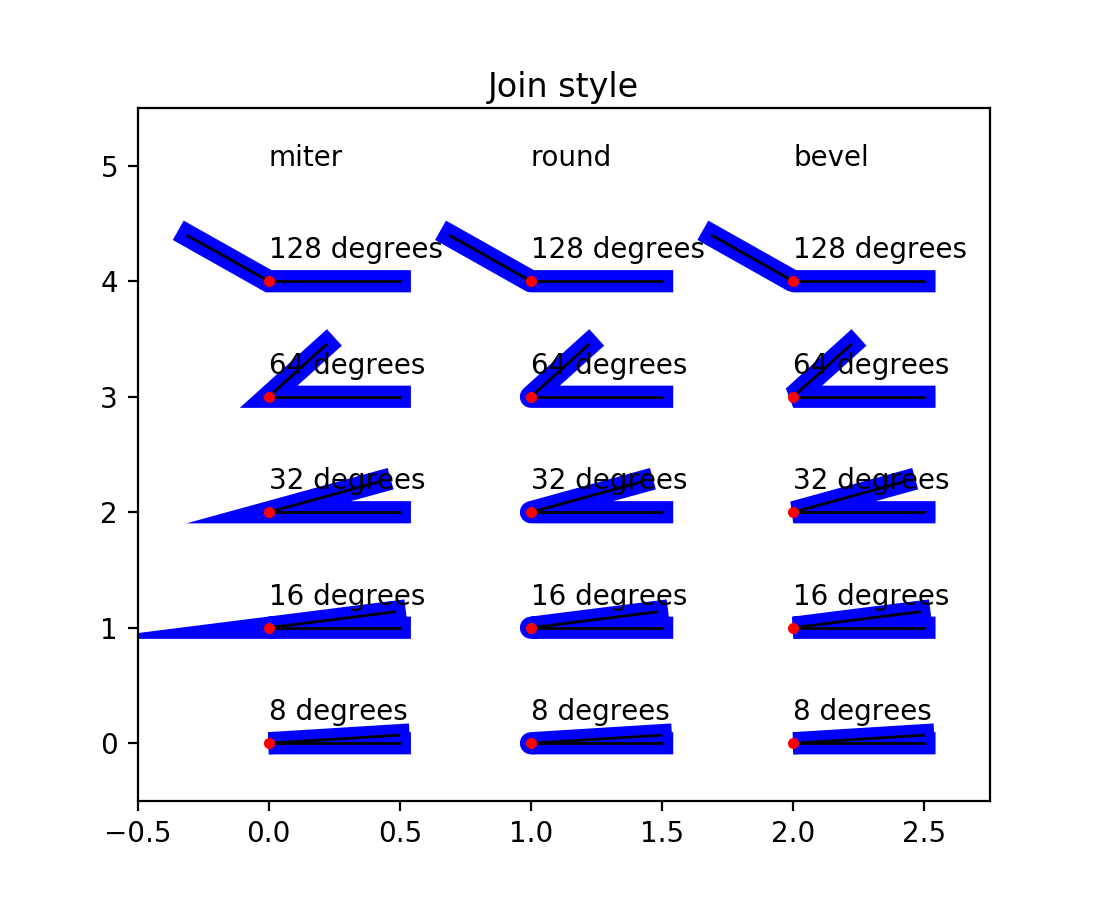 Join style
miter round bevel
5
128 degrees 128 degrees 128 degrees
4
64 degrees 64 degrees 64 degrees
3
32 degrees 32 degrees 32 degrees
2
16 degrees 16 degrees 16 degrees
1
8 degrees 8 degrees 8 degrees
0
−0.5 0.0 0.5 1.0 1.5 2.0 2.5